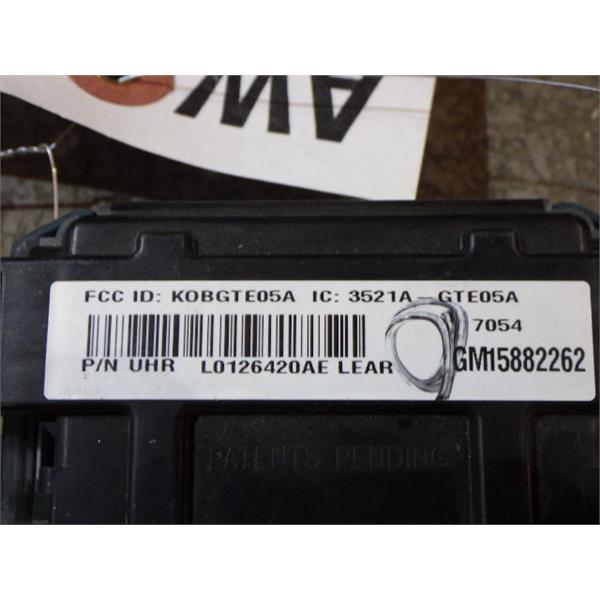 AW
FCC ID: KOBGTE05A IC: 3521A-GTE05A
7054
P/N UHR L0126420AE LEAR GM15882262
PATENTS PENDING